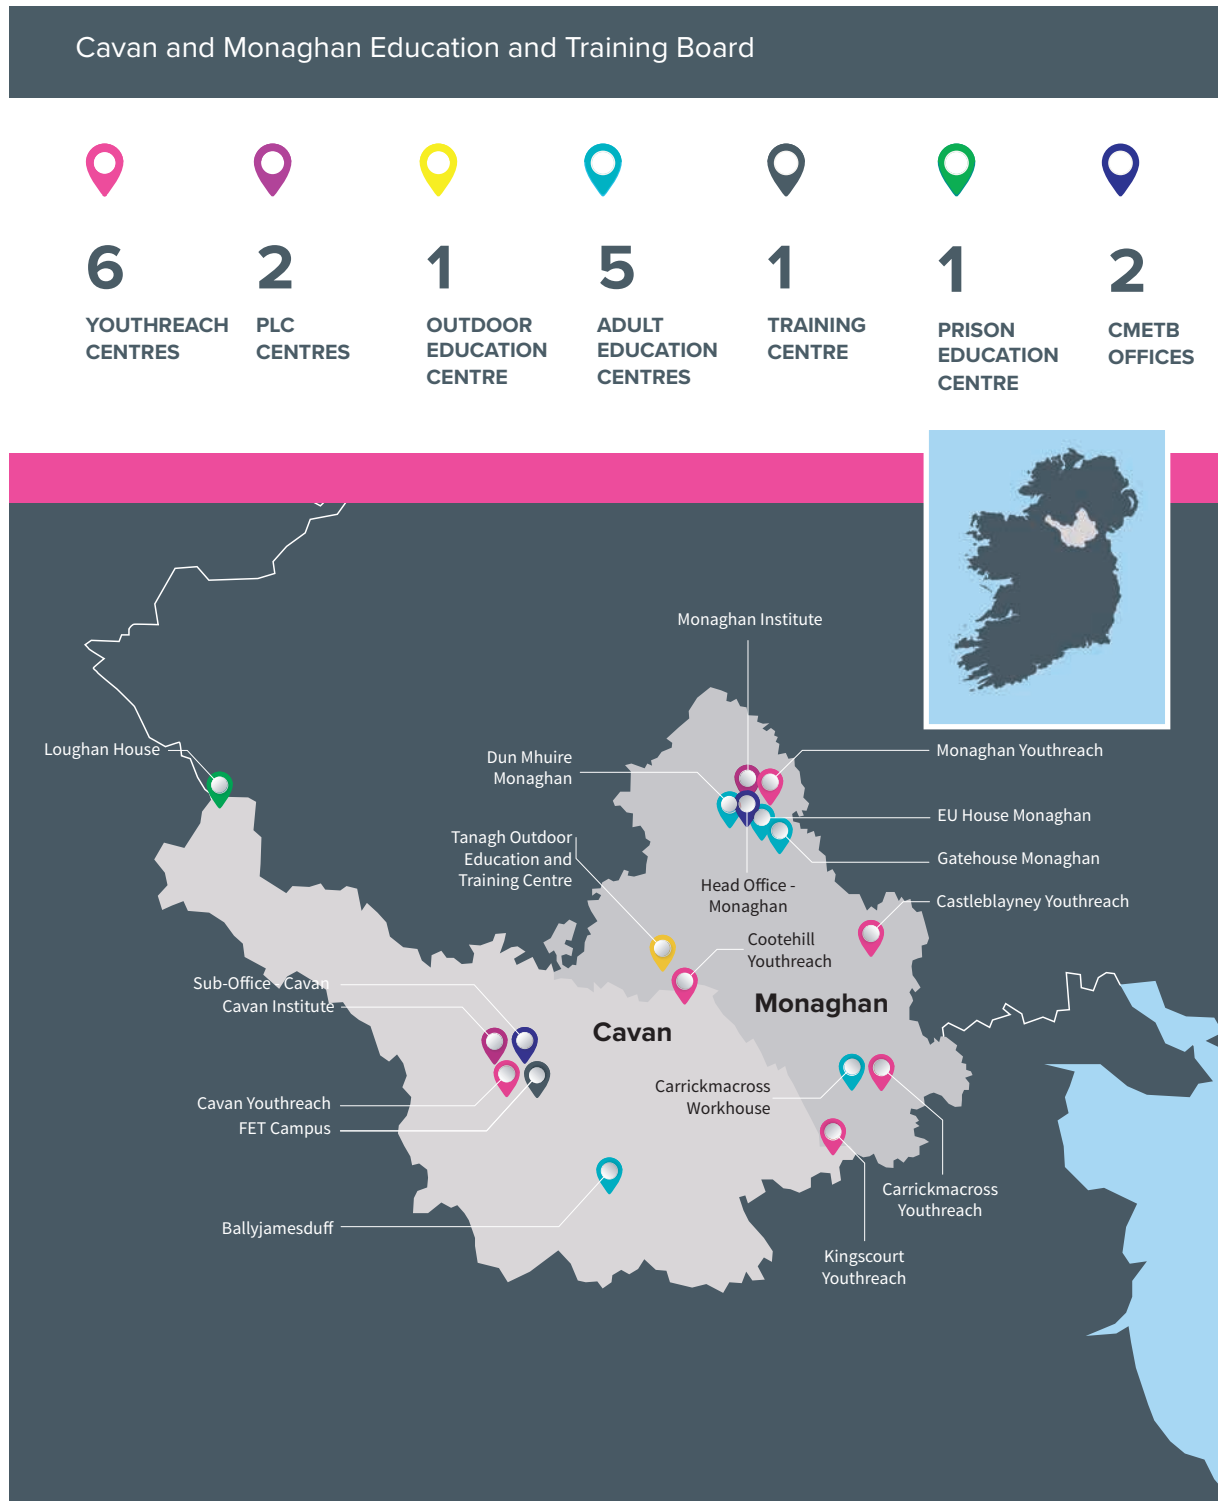 Cavan and Monaghan Education and Training Board
6
YOUTHREACH
CENTRES
2
PLC
CENTRES
1
OUTDOOR
EDUCATION
CENTRE
5
ADULT
EDUCATION
CENTRES
1
TRAINING
CENTRE
1
PRISON
EDUCATION
CENTRE
2
CMETB
OFFICES
Monaghan Institute
Loughan House
Dun Mhuire
Monaghan
Monaghan Youthreach
EU House Monaghan
Tanagh Outdoor
Education and
Training Centre
Gatehouse Monaghan
Head Office -
Monaghan
Castleblayney Youthreach
Cootehill
Youthreach
Sub-Office - Cavan
Cavan Institute
Monaghan
Cavan
Carrickmacross
Workhouse
Cavan Youthreach
FET Campus
Carrickmacross
Youthreach
Ballyjamesduff
Kingscourt
Youthreach